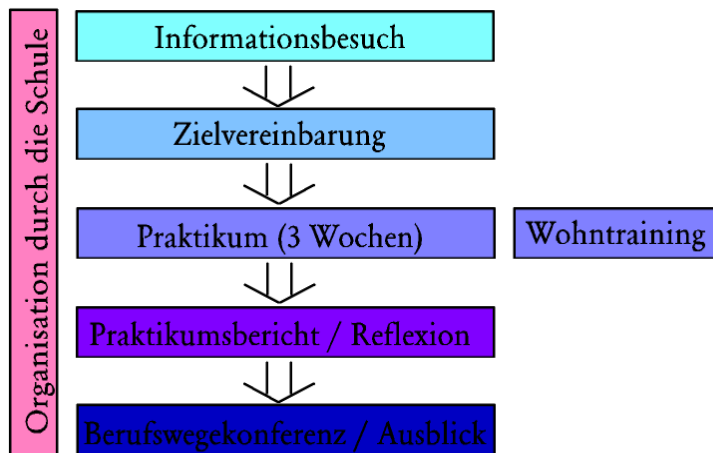 Organisation durch die Schule
Informationsbesuch
Zielvereinbarung
Praktikum (3 Wochen)
Wohntraining
Praktikumsbericht / Reflexion
Berufswegekonferenz / Ausblick